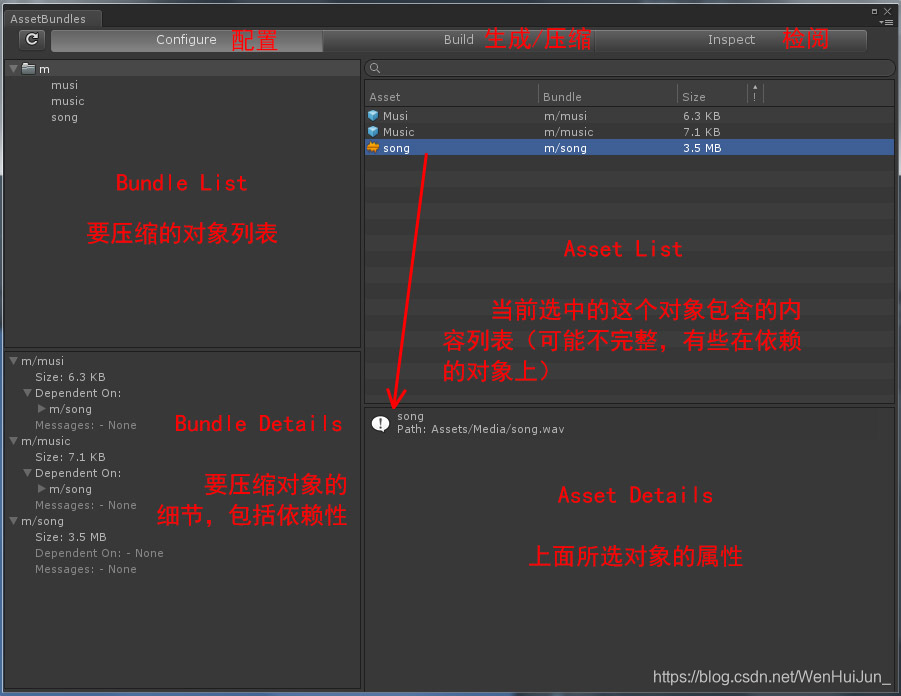 AssetBundles
Configure 配置 Build 生成/压缩 Inspect 检阅
m
musi
music
song
Bundle List
要压缩的对象列表
Asset Bundle Size !
Musi m/musi 6.3 KB
Music m/music 7.1 KB
song m/song 3.5 MB
Asset List
当前选中的这个对象包含的内
容列表（可能不完整，有些在依赖
的对象上）
m/musi
Size: 6.3 KB
Dependent On:
m/song
Messages: - None
m/music
Size: 7.1 KB
Dependent On:
m/song
Messages: - None
m/song
Size: 3.5 MB
Dependent On: - None
Messages: - None
Bundle Details
要压缩对象的
细节，包括依赖性
song
Path: Assets/Media/song.wav
Asset Details
上面所选对象的属性
https://blog.csdn.net/WenHuiJun_